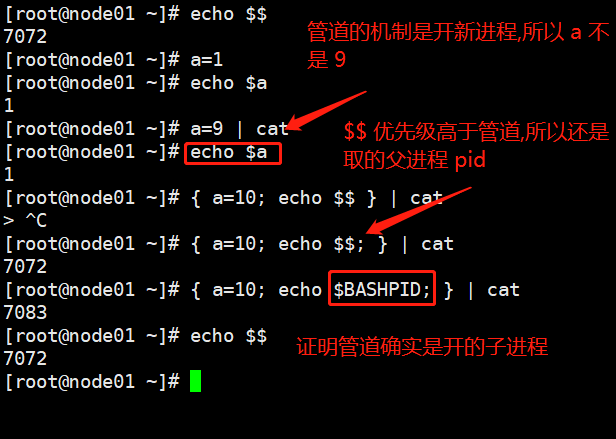 [root@node01 ~]# echo $$
7072
管道的机制是开新进程,所以 a 不
是 9
[root@node01 ~]# a=1
[root@node01 ~]# echo $a
1
[root@node01 ~]# a=9 | cat
$$ 优先级高于管道,所以还是
取的父进程 pid
[root@node01 ~]# echo $a
1
[root@node01 ~]# { a=10; echo $$ } | cat
> ^C
[root@node01 ~]# { a=10; echo $$; } | cat
7072
[root@node01 ~]# { a=10; echo $BASHPID; } | cat
7083
[root@node01 ~]# echo $$
7072
证明管道确实是开的子进程
[root@node01 ~]#